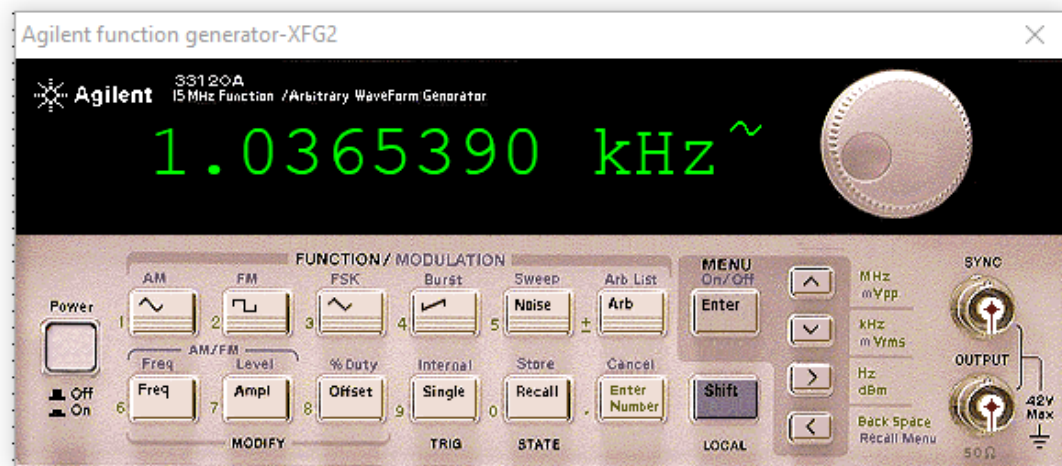 Agilent function generator-XFG2
Agilent 33120A
15 MHz Function /Arbitrary WaveForm Generator
1.0365390 kHz~
FUNCTION/MODULATION
AM FM FSK Burst Sweep Arb List
MENU
On/Off
SYNC
Power
1 2 3 4 5 Noise ± Arb
Enter
MHz
mVpp
kHz
mVrms
AM/FM
Freq Level % Duty Internal Store Cancel
OUTPUT
Off
On
6 Freq 7 Ampl 8 Offset 9 Single 0 Recall . Enter Number
Shift
Hz
dBm
42V
Max
MODIFY TRIG STATE LOCAL
Back Space
Recall Menu
50Ω